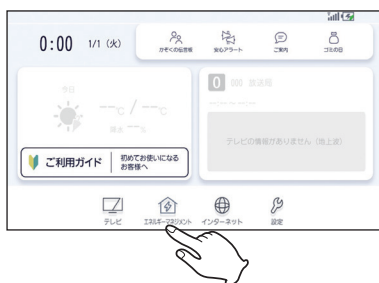 0:00 1/1 (火)
かぞくの伝言板 安心アラート ご案内 ゴミの日
今日
--℃ / --℃
降水 --%
0 000 放送局
--:-- - --:--
テレビの情報がありません (地上波)
ご利用ガイド 初めてお使いになる
お客様へ
テレビ エネルギーマネジメント インターネット 設定